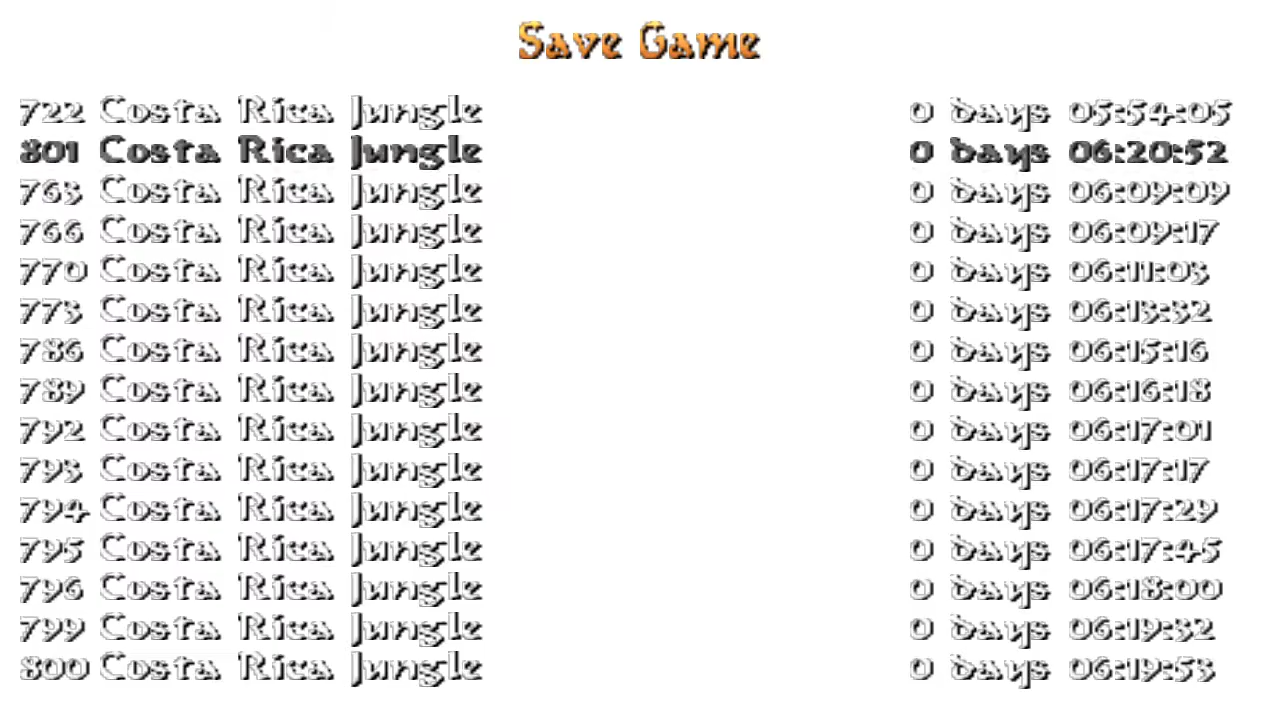 Save Game
722 Costa Rica Jungle 0 days 05:54:05
801 Costa Rica Jungle 0 days 06:20:52
763 Costa Rica Jungle 0 days 06:09:09
766 Costa Rica Jungle 0 days 06:09:17
770 Costa Rica Jungle 0 days 06:11:03
773 Costa Rica Jungle 0 days 06:13:32
786 Costa Rica Jungle 0 days 06:15:16
789 Costa Rica Jungle 0 days 06:16:18
792 Costa Rica Jungle 0 days 06:17:01
793 Costa Rica Jungle 0 days 06:17:17
794 Costa Rica Jungle 0 days 06:17:29
795 Costa Rica Jungle 0 days 06:17:45
796 Costa Rica Jungle 0 days 06:18:00
799 Costa Rica Jungle 0 days 06:19:32
800 Costa Rica Jungle 0 days 06:19:53